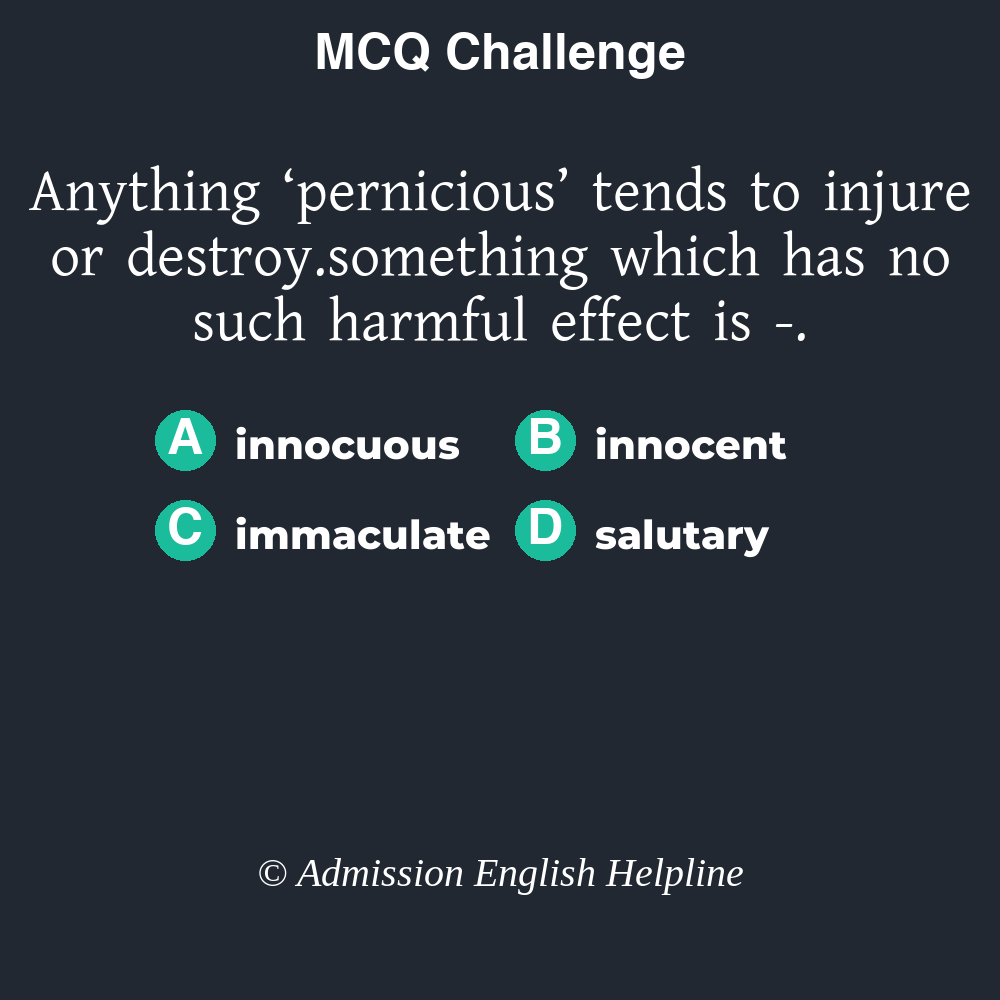 MCQ Challenge
Anything ‘pernicious’ tends to injure
or destroy.something which has no
such harmful effect is -.
A innocuous B innocent
C immaculate D salutary
© Admission English Helpline